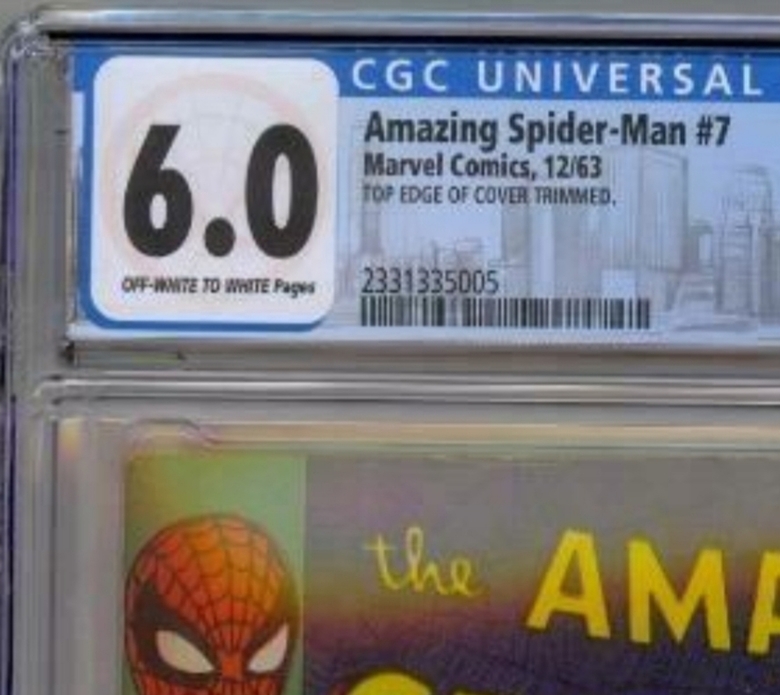 CGC UNIVERSAL
6.0
OFF-WHITE TO WHITE Pages
Amazing Spider-Man #7
Marvel Comics, 12/63
TOP EDGE OF COVER TRIMMED.
2331335005
the AMA